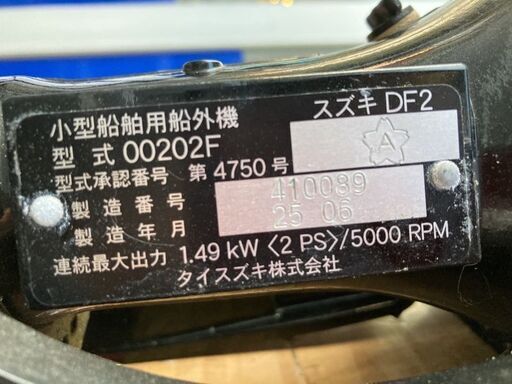 小型船舶用船外機 スズキ DF2
型式 00202F A
型式承認番号 第 4750 号
製造番号 410039
製造年月 25 06
連続最大出力 1.49 kW 〈2 PS〉/5000 RPM
タイスズキ株式会社